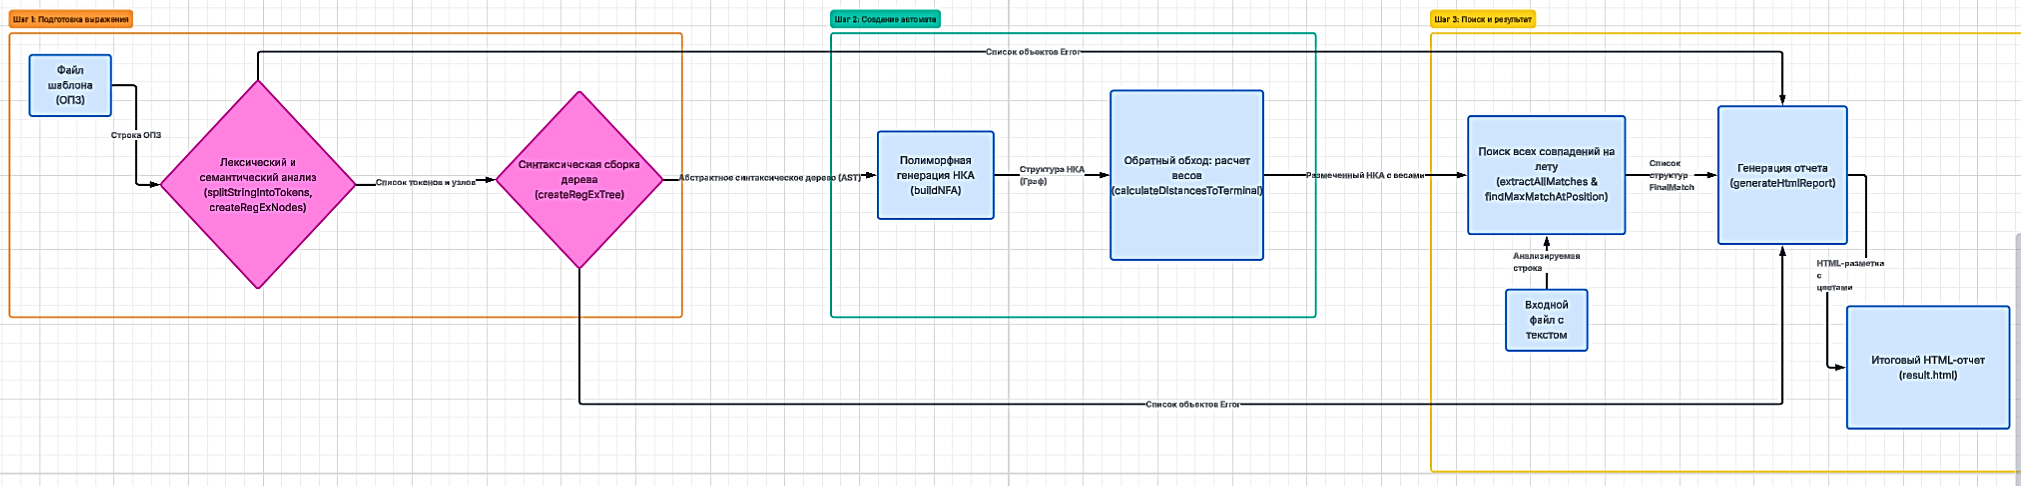 Шаг 1: Подготовка выражения
Шаг 2: Создание автомата
Шаг 3: Поиск и результат
Список объектов Error
Файл
шаблона
(ОПЗ)
Строка ОПЗ
Лексический и
семантический анализ
(splitStringIntoTokens,
createRegExNodes)
Список токенов и узлов
Синтаксическая сборка
дерева
(createRegExTree)
Абстрактное синтаксическое дерево (AST)
Полиморфная
генерация НКА
(buildNFA)
Структура НКА
(Граф)
Обратный обход: расчет
весов
(calculateDistancesToTerminal)
Размеченный НКА с весами
Поиск всех совпадений на
лету
(extractAllMatches &
findMaxMatchAtPosition)
Список
структур
FinalMatch
Генерация отчета
(generateHtmlReport)
Анализируемая
строка
Входной
файл с
текстом
HTML-разметка
с
цветами
Итоговый HTML-отчет
(result.html)
Список объектов Error